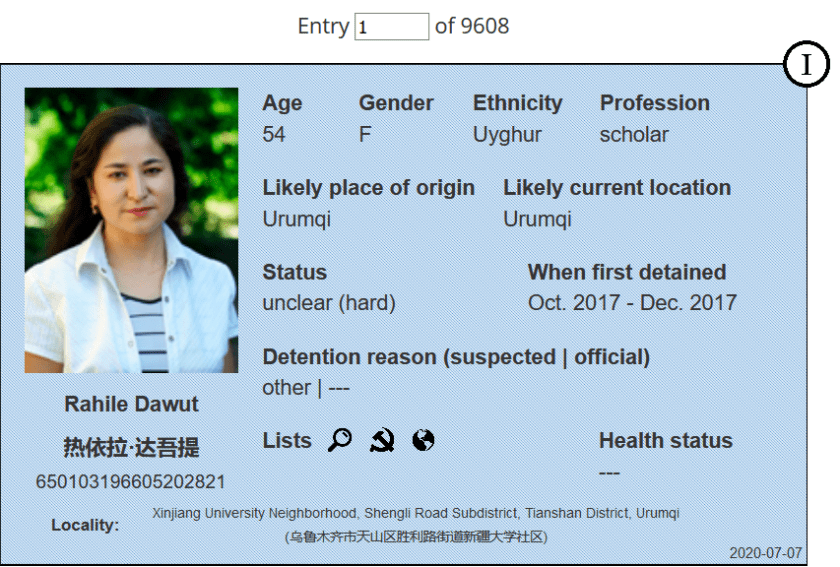 Entry 1 of 9608
I
Age Gender Ethnicity Profession
54 F Uyghur scholar
Likely place of origin Likely current location
Urumqi Urumqi
Status When first detained
unclear (hard) Oct. 2017 - Dec. 2017
Detention reason (suspected | official)
other | ---
Rahile Dawut
热依拉·达吾提
650103196605202821
Lists Health status
---
Locality: Xinjiang University Neighborhood, Shengli Road Subdistrict, Tianshan District, Urumqi
(乌鲁木齐市天山区胜利路街道新疆大学社区)
2020-07-07